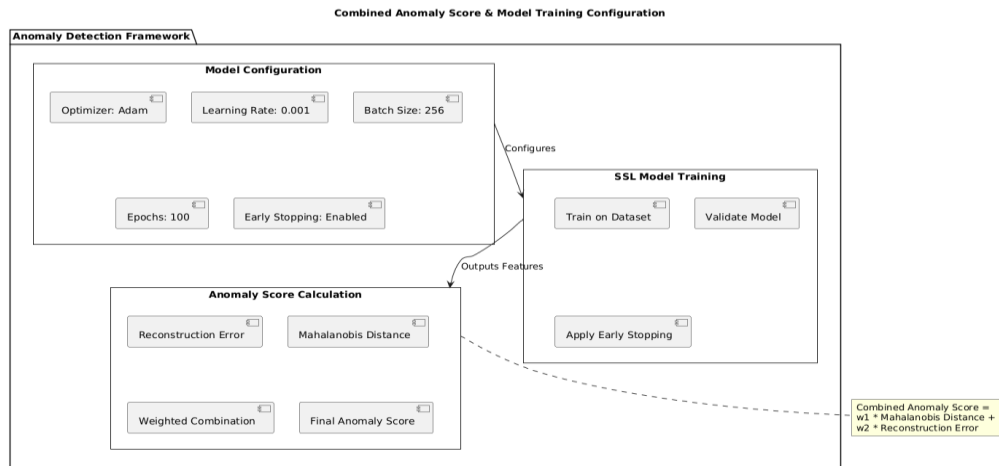 Combined Anomaly Score & Model Training Configuration
Anomaly Detection Framework
Model Configuration
Optimizer: Adam
Learning Rate: 0.001
Batch Size: 256
Epochs: 100
Early Stopping: Enabled
Configures
SSL Model Training
Train on Dataset
Validate Model
Apply Early Stopping
Outputs Features
Anomaly Score Calculation
Reconstruction Error
Mahalanobis Distance
Weighted Combination
Final Anomaly Score
Combined Anomaly Score =
w1 * Mahalanobis Distance +
w2 * Reconstruction Error